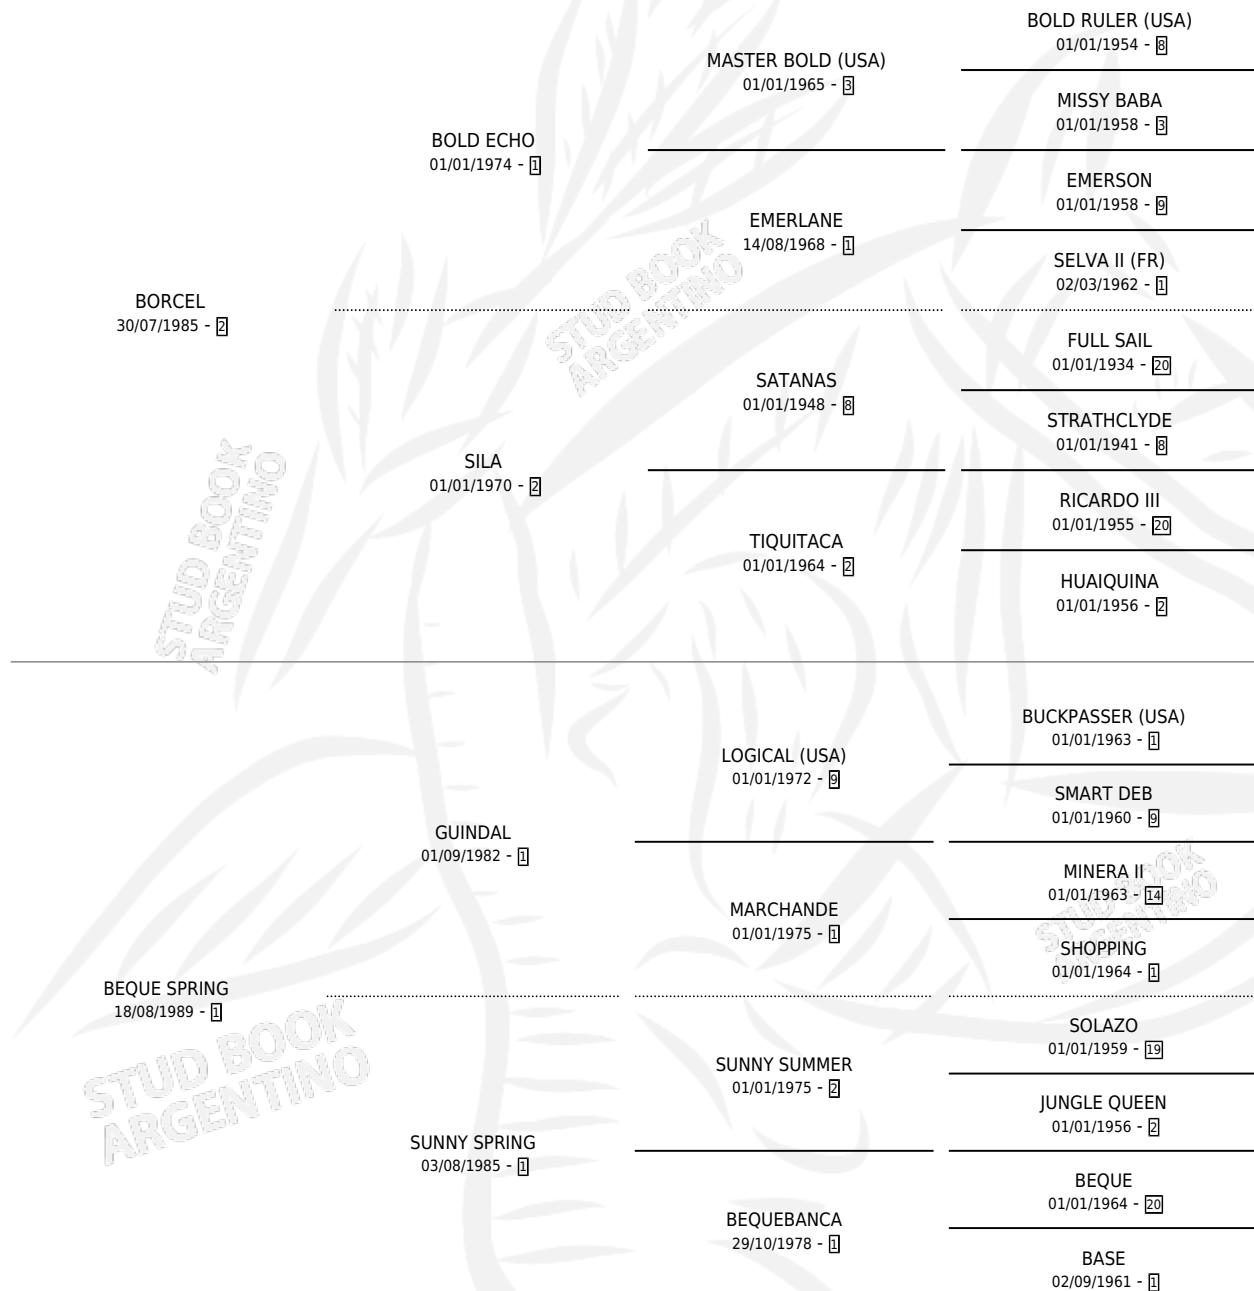 BOLD RULER (USA)
01/01/1954 - 8
MASTER BOLD (USA)
01/01/1965 - 3
MISSY BABA
01/01/1958 - 3
BOLD ECHO
01/01/1974 - 1
EMERSON
01/01/1958 - 9
EMERLANE
14/08/1968 - 1
SELVA II (FR)
02/03/1962 - 1
BORCEL
30/07/1985 - 2
FULL SAIL
01/01/1934 - 20
SATANAS
01/01/1948 - 8
STRATHCLYDE
01/01/1941 - 8
SILA
01/01/1970 - 2
RICARDO III
01/01/1955 - 20
TIQUITACA
01/01/1964 - 2
HUAIQUINA
01/01/1956 - 2
STUD BOOK
ARGENTINO
STUD BOOK
ARGENTINO
BUCKPASSER (USA)
01/01/1963 - 1
LOGICAL (USA)
01/01/1972 - 9
SMART DEB
01/01/1960 - 9
GUINDAL
01/09/1982 - 1
MINERA II
01/01/1963 - 14
MARCHANDE
01/01/1975 - 1
SHOPPING
01/01/1964 - 1
BEQUE SPRING
18/08/1989 - 1
SOLAZO
01/01/1959 - 19
SUNNY SUMMER
01/01/1975 - 2
JUNGLE QUEEN
01/01/1956 - 2
SUNNY SPRING
03/08/1985 - 1
BEQUE
01/01/1964 - 20
BEQUEBANCA
29/10/1978 - 1
BASE
02/09/1961 - 1
STUD BOOK
ARGENTINO
STUD BOOK
ARGENTINO